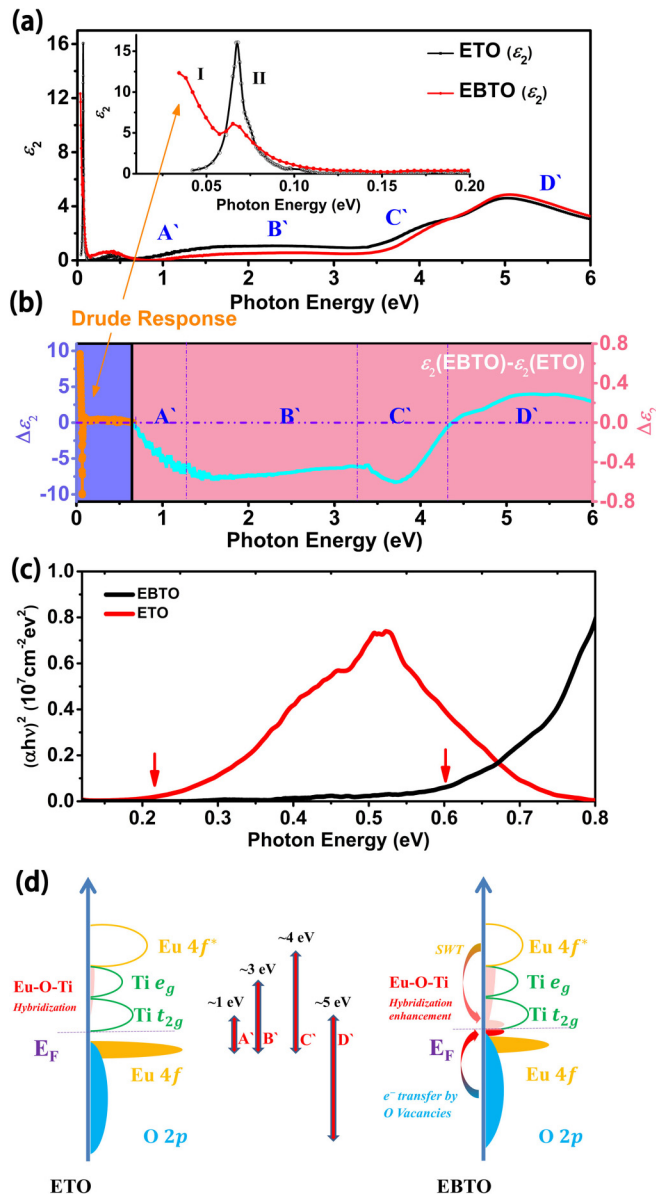 (a)
ETO (ε₂)
EBTO (ε₂)
I
II
ε₂
15
10
5
0
0.05
0.10
0.15
0.20
Photon Energy (eV)
ε₂
16
12
8
4
0
A`
B`
C`
D`
0
1
2
3
4
5
6
Photon Energy (eV)
Drude Response
(b)
ε₂(EBTO)-ε₂(ETO)
Δε₂
10
5
0
-5
-10
A`
B`
C`
D`
0.8
0.4
0.0
-0.4
-0.8
Δε₂
0
1
2
3
4
5
6
Photon Energy (eV)
(c)
EBTO
ETO
(αhν)² (10⁷cm⁻²ev²)
1.0
0.8
0.6
0.4
0.2
0.0
0.2
0.3
0.4
0.5
0.6
0.7
0.8
Photon Energy (eV)
(d)
Eu 4f*
Eu-O-Ti
Hybridization
Ti e_g
Ti t_2g
E_F
Eu 4f
O 2p
ETO
~1 eV
~3 eV
~4 eV
~5 eV
A`
B`
C`
D`
SWT
Eu 4f*
Eu-O-Ti
Hybridization
enhancement
Ti e_g
Ti t_2g
E_F
Eu 4f
e⁻ transfer by
O Vacancies
O 2p
EBTO